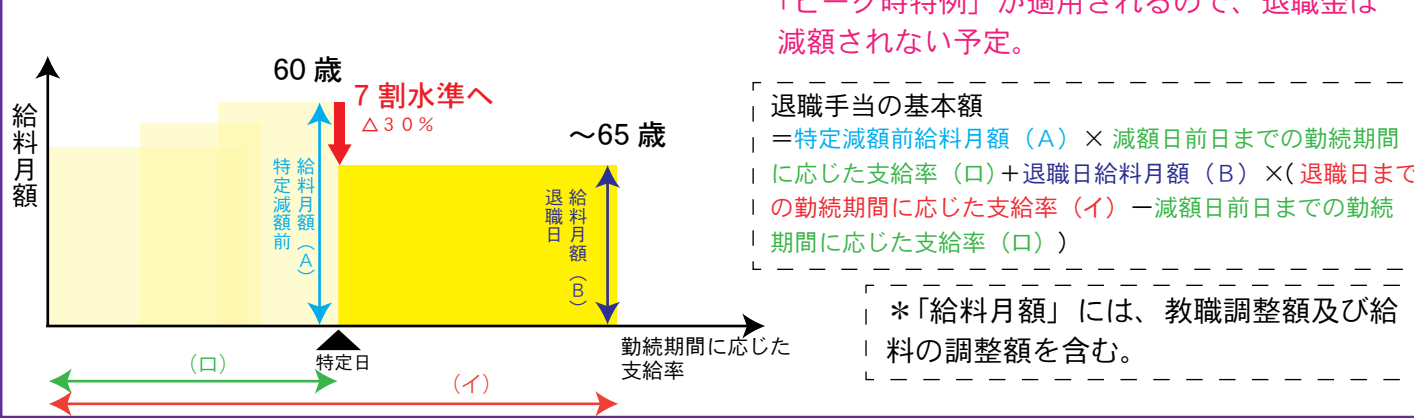 「ピーク時特例」が適用されるので、退職金は
減額されない予定。
60 歳
7 割水準へ
△30%
～65 歳
給料月額
特定減額前
給料月額（A）
退職日
給料月額（B）
特定日
勤続期間に応じた
支給率
（ロ）
（イ）
退職手当の基本額
＝特定減額前給料月額（A）× 減額日前日までの勤続期間
に応じた支給率（ロ）＋退職日給料月額（B）×( 退職日まで
の勤続期間に応じた支給率（イ）－減額日前日までの勤続
期間に応じた支給率（ロ））
＊「給料月額」には、教職調整額及び給
料の調整額を含む。